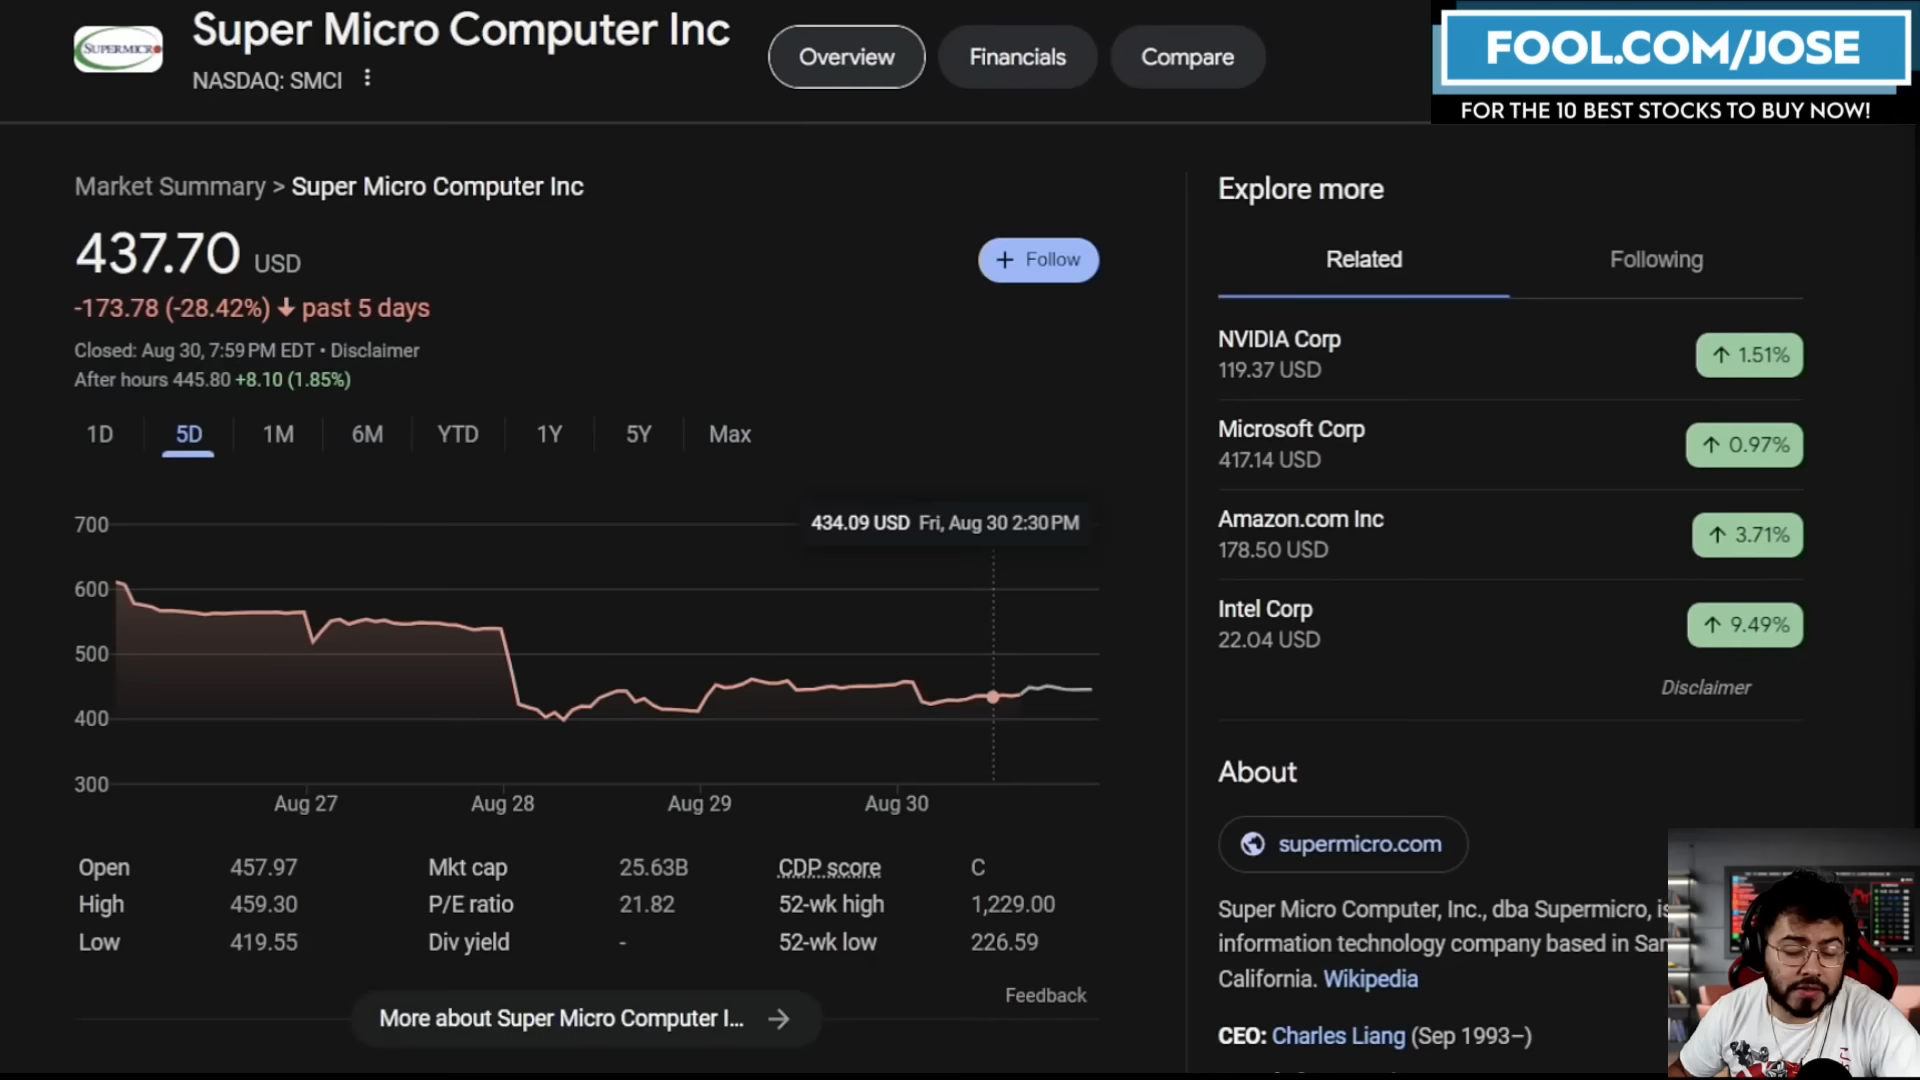 SUPERMICRO
Super Micro Computer Inc
NASDAQ: SMCI
Overview
Financials
Compare
FOOL.COM/JOSE
FOR THE 10 BEST STOCKS TO BUY NOW!
Market Summary > Super Micro Computer Inc
437.70 USD
+ Follow
-173.78 (-28.42%) ↓ past 5 days
Closed: Aug 30, 7:59 PM EDT • Disclaimer
After hours 445.80 +8.10 (1.85%)
1D 5D 1M 6M YTD 1Y 5Y Max
434.09 USD Fri, Aug 30 2:30 PM
700
600
500
400
300
Aug 27 Aug 28 Aug 29 Aug 30
Open 457.97 Mkt cap 25.63B CDP score C
High 459.30 P/E ratio 21.82 52-wk high 1,229.00
Low 419.55 Div yield - 52-wk low 226.59
Feedback
More about Super Micro Computer I... →
Explore more
Related
Following
NVIDIA Corp
119.37 USD
↑ 1.51%
Microsoft Corp
417.14 USD
↑ 0.97%
Amazon.com Inc
178.50 USD
↑ 3.71%
Intel Corp
22.04 USD
↑ 9.49%
Disclaimer
About
supermicro.com
Super Micro Computer, Inc., dba Supermicro, is
information technology company based in San
California. Wikipedia
CEO: Charles Liang (Sep 1993–)